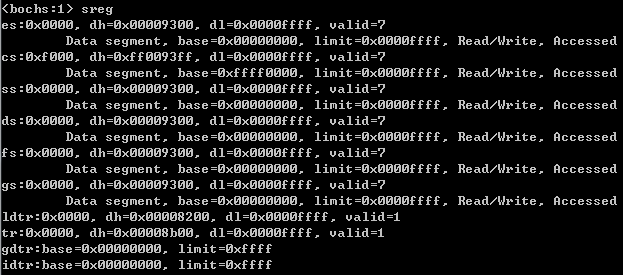 <bochs:1> sreg
es:0x0000, dh=0x00009300, dl=0x0000ffff, valid=7
Data segment, base=0x00000000, limit=0x0000ffff, Read/Write, Accessed
cs:0xf000, dh=0xff0093ff, dl=0x0000ffff, valid=7
Data segment, base=0xffff0000, limit=0x0000ffff, Read/Write, Accessed
ss:0x0000, dh=0x00009300, dl=0x0000ffff, valid=7
Data segment, base=0x00000000, limit=0x0000ffff, Read/Write, Accessed
ds:0x0000, dh=0x00009300, dl=0x0000ffff, valid=7
Data segment, base=0x00000000, limit=0x0000ffff, Read/Write, Accessed
fs:0x0000, dh=0x00009300, dl=0x0000ffff, valid=7
Data segment, base=0x00000000, limit=0x0000ffff, Read/Write, Accessed
gs:0x0000, dh=0x00009300, dl=0x0000ffff, valid=7
Data segment, base=0x00000000, limit=0x0000ffff, Read/Write, Accessed
ldtr:0x0000, dh=0x00008200, dl=0x0000ffff, valid=1
tr:0x0000, dh=0x00008b00, dl=0x0000ffff, valid=1
gdtr:base=0x00000000, limit=0xffff
idtr:base=0x00000000, limit=0xffff